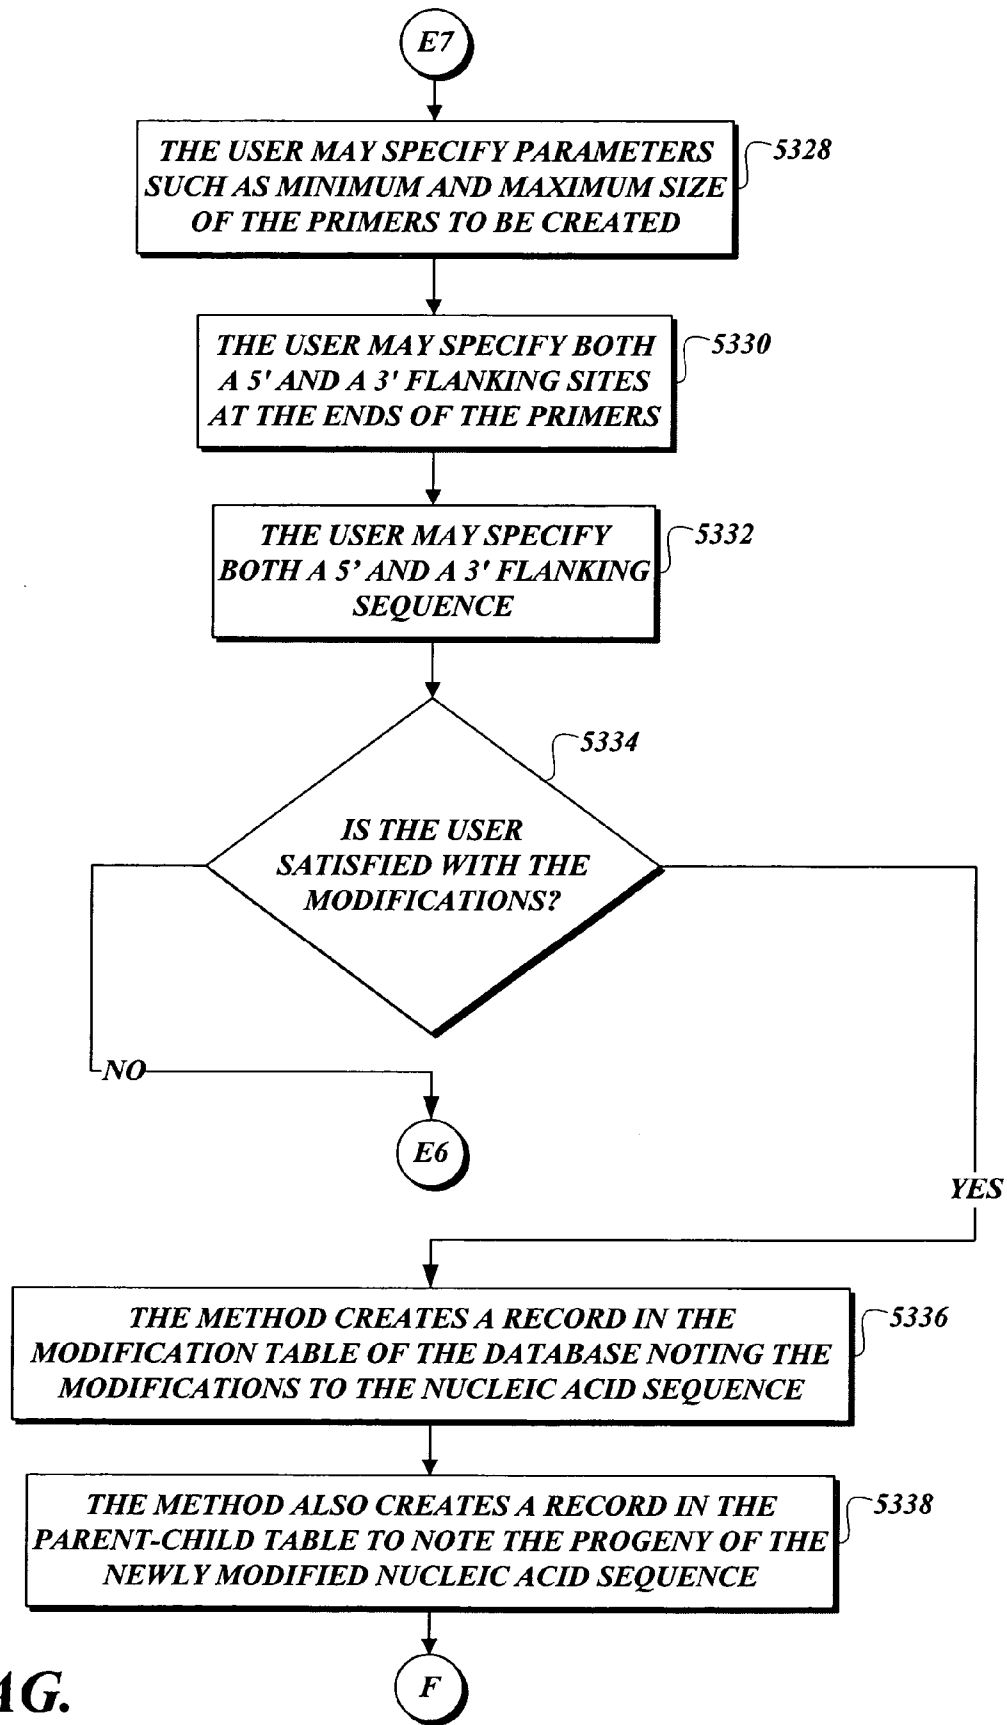 E7
THE USER MAY SPECIFY PARAMETERS
SUCH AS MINIMUM AND MAXIMUM SIZE
OF THE PRIMERS TO BE CREATED
5328
THE USER MAY SPECIFY BOTH
A 5' AND A 3' FLANKING SITES
AT THE ENDS OF THE PRIMERS
5330
THE USER MAY SPECIFY
BOTH A 5’ AND A 3' FLANKING
SEQUENCE
5332
IS THE USER
SATISFIED WITH THE
MODIFICATIONS?
5334
NO
E6
YES
THE METHOD CREATES A RECORD IN THE
MODIFICATION TABLE OF THE DATABASE NOTING THE
MODIFICATIONS TO THE NUCLEIC ACID SEQUENCE
5336
THE METHOD ALSO CREATES A RECORD IN THE
PARENT-CHILD TABLE TO NOTE THE PROGENY OF THE
NEWLY MODIFIED NUCLEIC ACID SEQUENCE
5338
F
AG.